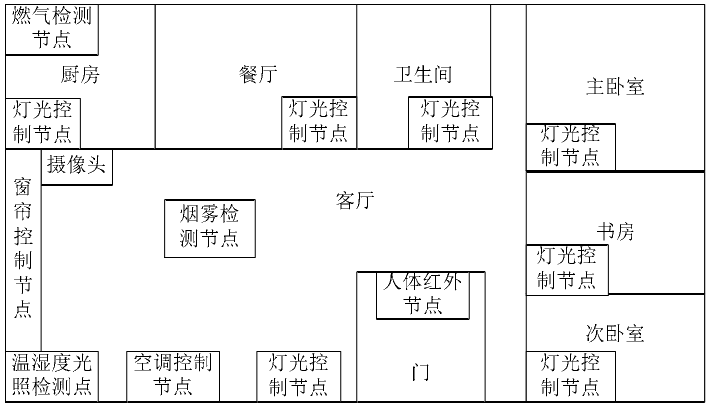 燃气检测
节点
厨房
灯光控
制节点
餐厅
灯光控
制节点
卫生间
灯光控
制节点
主卧室
灯光控
制节点
窗帘控制节点
摄像头
烟雾检
测节点
客厅
书房
灯光控
制节点
人体红外
节点
门
次卧室
灯光控
制节点
温湿度光
照检测点
空调控制
节点
灯光控
制节点